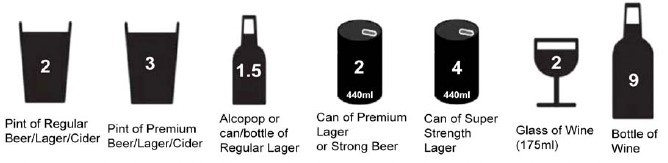 2
Pint of Regular
Beer/Lager/Cider
3
Pint of Premium
Beer/Lager/Cider
1.5
Alcopop or
can/bottle of
Regular Lager
2
440ml
Can of Premium
Lager
or Strong Beer
4
440ml
Can of Super
Strength
Lager
2
Glass of Wine
(175ml)
9
Bottle of
Wine